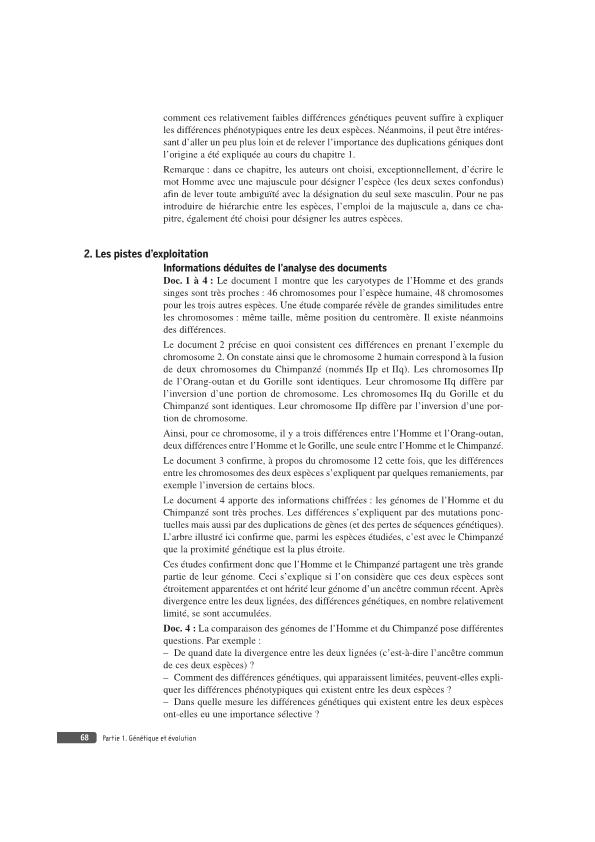 comment ces relativement faibles différences génétiques peuvent suffire à expliquer
les différences phénotypiques entre les deux espèces. Néanmoins, il peut être intéres-
sant d'aller un peu plus loin et de relever l'importance des duplications géniques dont
l'origine a été expliquée au cours du chapitre 1.
Remarque : dans ce chapitre, les auteurs ont choisi, exceptionnellement, d'écrire le
mot Homme avec une majuscule pour désigner l'espèce (les deux sexes confondus)
afin de lever toute ambiguïté avec la désignation du seul sexe masculin. Pour ne pas
introduire de hiérarchie entre les espèces, l'emploi de la majuscule a, dans ce cha-
pitre, également été choisi pour désigner les autres espèces.
2. Les pistes d'exploitation
Informations déduites de l'analyse des documents
Doc. 1 à 4 : Le document 1 montre que les caryotypes de l'Homme et des grands
singes sont très proches : 46 chromosomes pour l'espèce humaine, 48 chromosomes
pour les trois autres espèces. Une étude comparée révèle de grandes similitudes entre
les chromosomes : même taille, même position du centromère. Il existe néanmoins
des différences.
Le document 2 précise en quoi consistent ces différences en prenant l'exemple du
chromosome 2. On constate ainsi que le chromosome 2 humain correspond à la fusion
de deux chromosomes du Chimpanzé (nommés IIp et IIq). Les chromosomes IIp
de l'Orang-outan et du Gorille sont identiques. Leur chromosome IIq diffère par
l'inversion d'une portion de chromosome. Les chromosomes IIq du Gorille et du
Chimpanzé sont identiques. Leur chromosome IIp diffère par l'inversion d'une por-
tion de chromosome.
Ainsi, pour ce chromosome, il y a trois différences entre l'Homme et l'Orang-outan,
deux différences entre l'Homme et le Gorille, une seule entre l'Homme et le Chimpanzé.
Le document 3 confirme, à propos du chromosome 12 cette fois, que les différences
entre les chromosomes des deux espèces s'expliquent par quelques remaniements, par
exemple l'inversion de certains blocs.
Le document 4 apporte des informations chiffrées : les génomes de l'Homme et du
Chimpanzé sont très proches. Les différences s'expliquent par des mutations ponc-
tuelles mais aussi par des duplications de gènes (et des pertes de séquences génétiques).
L'arbre illustré ici confirme que, parmi les espèces étudiées, c'est avec le Chimpanzé
que la proximité génétique est la plus étroite.
Ces études confirment donc que l'Homme et le Chimpanzé partagent une très grande
partie de leur génome. Ceci s'explique si l'on considère que ces deux espèces sont
étroitement apparentées et ont hérité leur génome d'un ancêtre commun récent. Après
divergence entre les deux lignées, des différences génétiques, en nombre relativement
limité, se sont accumulées.
Doc. 4 : La comparaison des génomes de l'Homme et du Chimpanzé pose différentes
questions. Par exemple :
– De quand date la divergence entre les deux lignées (c'est-à-dire l'ancêtre commun
de ces deux espèces) ?
– Comment des différences génétiques, qui apparaissent limitées, peuvent-elles expli-
quer les différences phénotypiques qui existent entre les deux espèces ?
– Dans quelle mesure les différences génétiques qui existent entre les deux espèces
ont-elles eu une importance sélective ?
68 Partie 1. Génétique et évolution